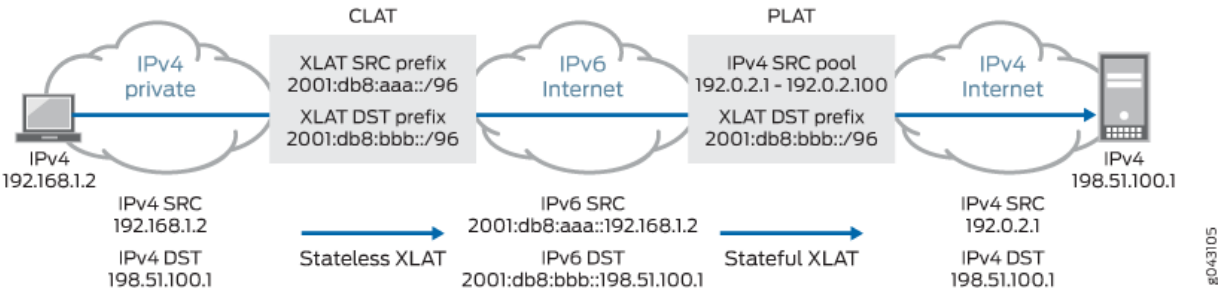 CLAT
PLAT
IPv4
private
XLAT SRC prefix
2001:db8:aaa::/96
XLAT DST prefix
2001:db8:bbb::/96
IPv6
Internet
IPv4 SRC pool
192.0.2.1 - 192.0.2.100
XLAT DST prefix
2001:db8:bbb::/96
IPv4
Internet
IPv4
192.168.1.2
IPv4
198.51.100.1
IPv4 SRC
192.168.1.2
IPv4 DST
198.51.100.1
Stateless XLAT
IPv6 SRC
2001:db8:aaa::192.168.1.2
IPv6 DST
2001:db8:bbb::198.51.100.1
Stateful XLAT
IPv4 SRC
192.0.2.1
IPv4 DST
198.51.100.1
g043105